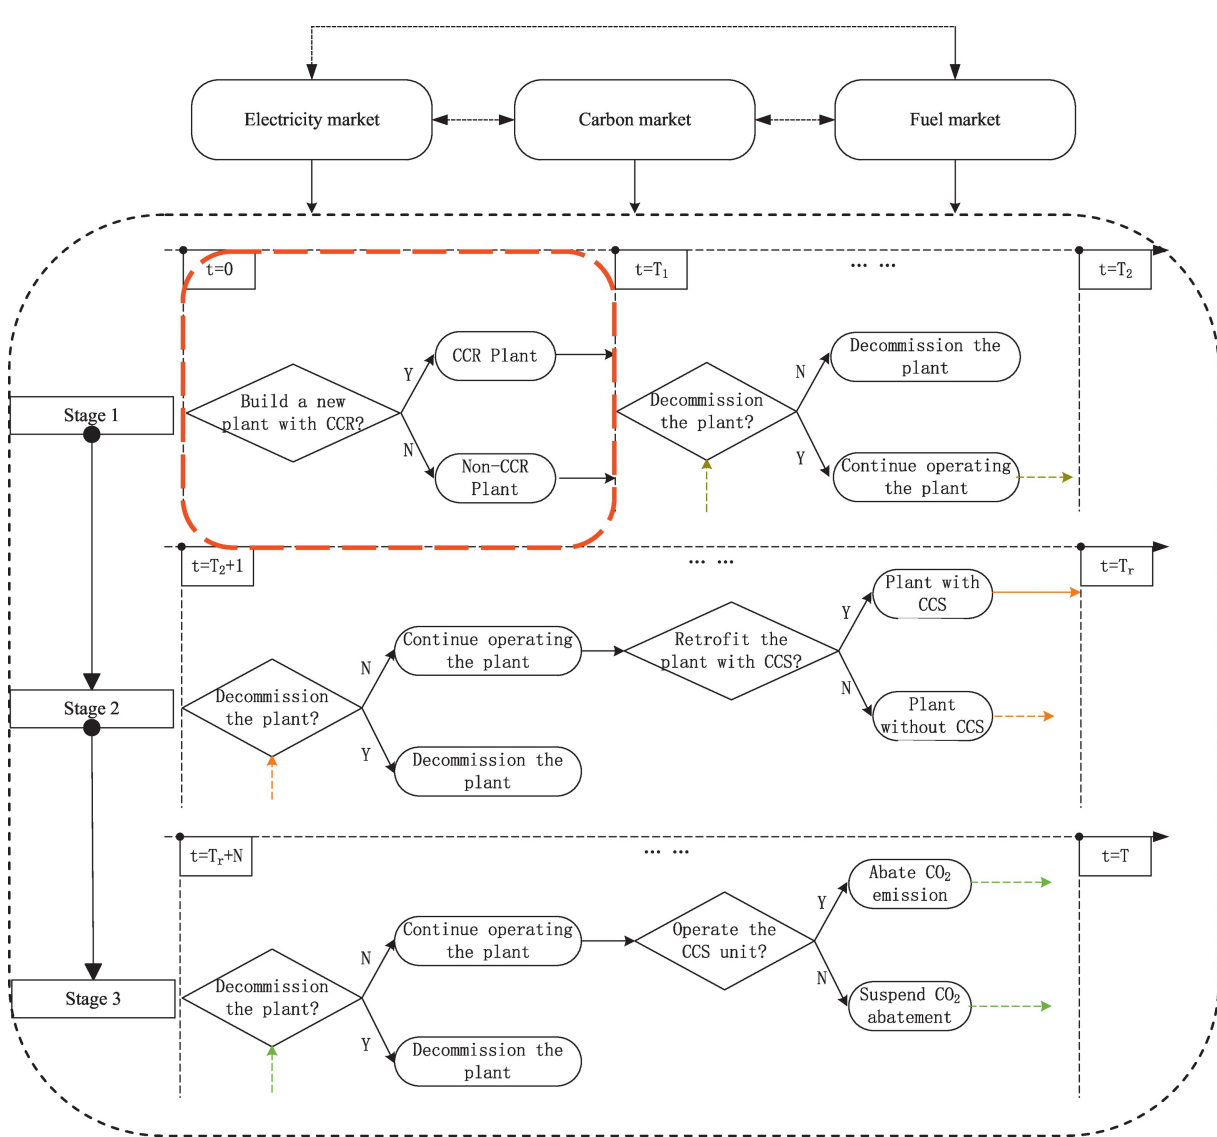 Electricity market
Carbon market
Fuel market
t=0
t=T₁
... ...
t=T₂
Stage 1
Build a new
plant with CCR?
Y
N
CCR Plant
Non-CCR
Plant
Decommission
the plant?
N
Y
Decommission the
plant
Continue operating
the plant
t=T₂+1
... ...
t=Tᵣ
Stage 2
Decommission
the plant?
N
Y
Continue operating
the plant
Decommission the
plant
Retrofit the
plant with CCS?
Y
N
Plant with
CCS
Plant
without CCS
t=Tᵣ+N
... ...
t=T
Stage 3
Decommission
the plant?
N
Y
Continue operating
the plant
Decommission the
plant
Operate the
CCS unit?
Y
N
Abate CO₂
emission
Suspend CO₂
abatement